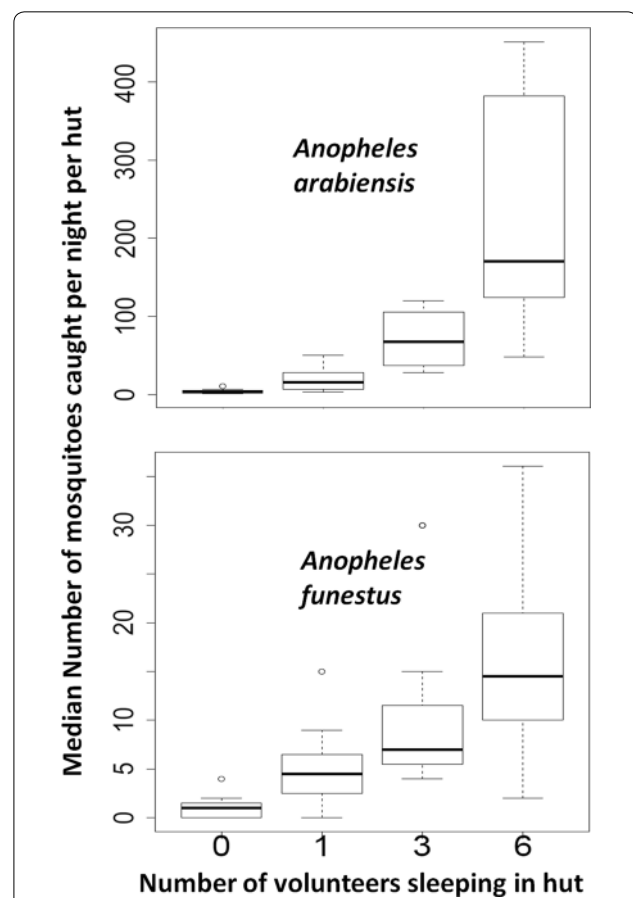 Median Number of mosquitoes caught per night per hut
400
300
200
100
0
Anopheles
arabiensis
30
20
10
5
0
Anopheles
funestus
0 1 3 6
Number of volunteers sleeping in hut